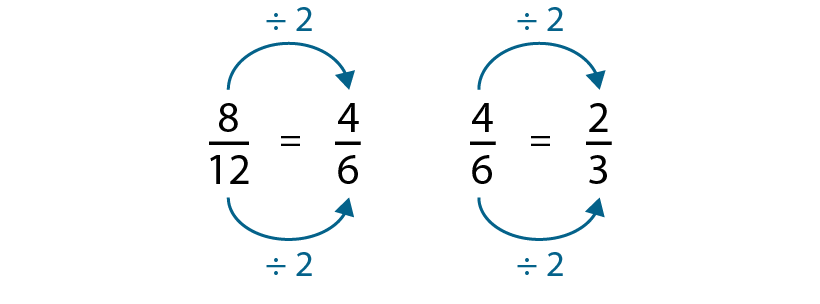 ÷ 2 ÷ 2
8/12 = 4/6 4/6 = 2/3
÷ 2 ÷ 2